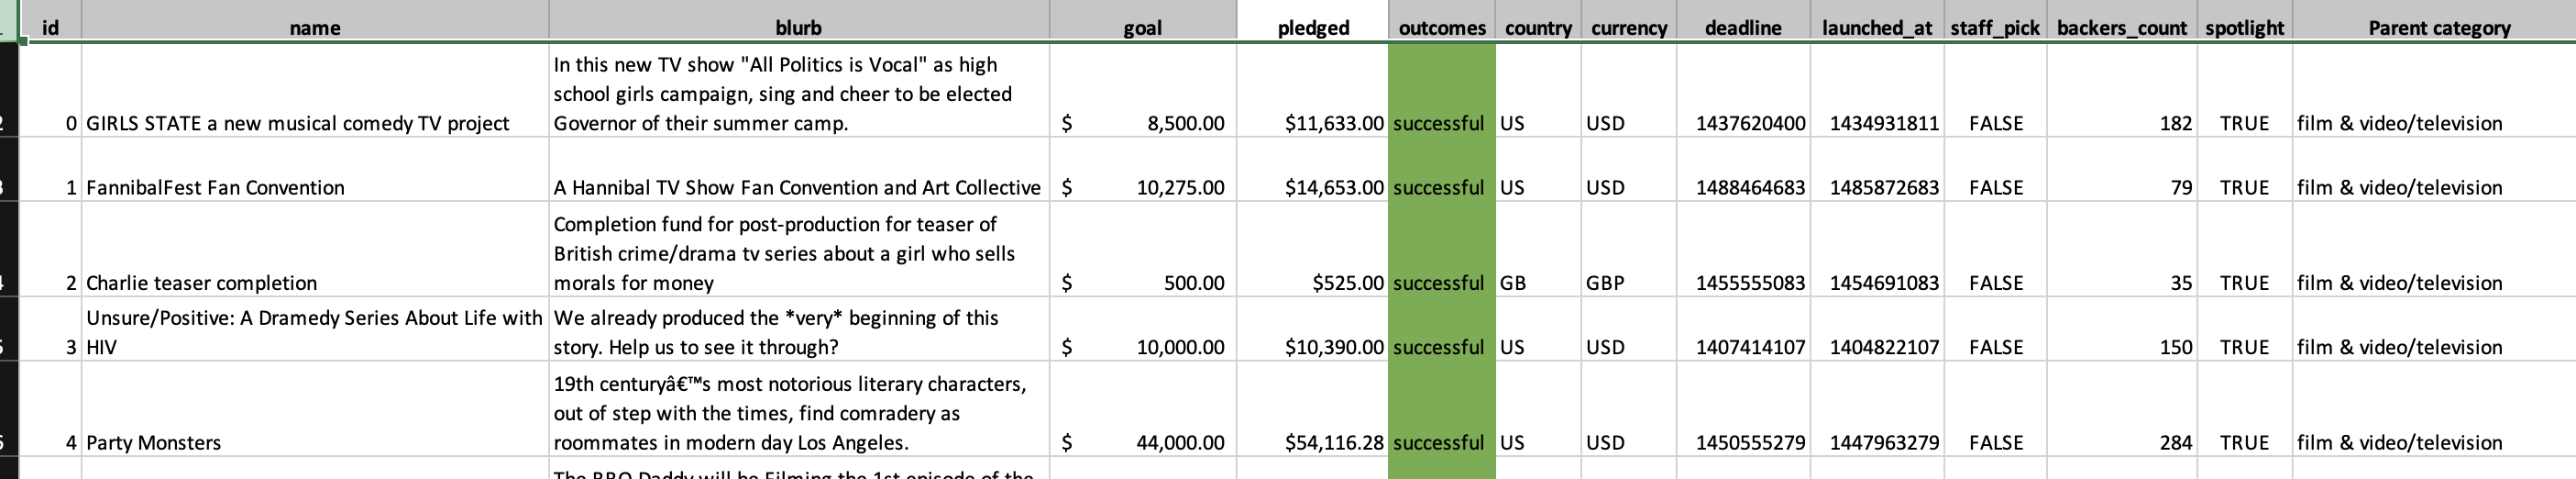 id name blurb goal pledged outcomes country currency deadline launched_at staff_pick backers_count spotlight Parent category
In this new TV show "All Politics is Vocal" as high
school girls campaign, sing and cheer to be elected
0 GIRLS STATE a new musical comedy TV project Governor of their summer camp. $ 8,500.00 $11,633.00 successful US USD 1437620400 1434931811 FALSE 182 TRUE film & video/television
1 FannibalFest Fan Convention A Hannibal TV Show Fan Convention and Art Collective $ 10,275.00 $14,653.00 successful US USD 1488464683 1485872683 FALSE 79 TRUE film & video/television
Completion fund for post-production for teaser of
British crime/drama tv series about a girl who sells
2 Charlie teaser completion morals for money $ 500.00 $525.00 successful GB GBP 1455555083 1454691083 FALSE 35 TRUE film & video/television
Unsure/Positive: A Dramedy Series About Life with We already produced the *very* beginning of this
3 HIV story. Help us to see it through? $ 10,000.00 $10,390.00 successful US USD 1407414107 1404822107 FALSE 150 TRUE film & video/television
19th centuryâ€™s most notorious literary characters,
out of step with the times, find comradery as
4 Party Monsters roommates in modern day Los Angeles. $ 44,000.00 $54,116.28 successful US USD 1450555279 1447963279 FALSE 284 TRUE film & video/television
The BBQ Daddy will be Filming the 1st episode of the